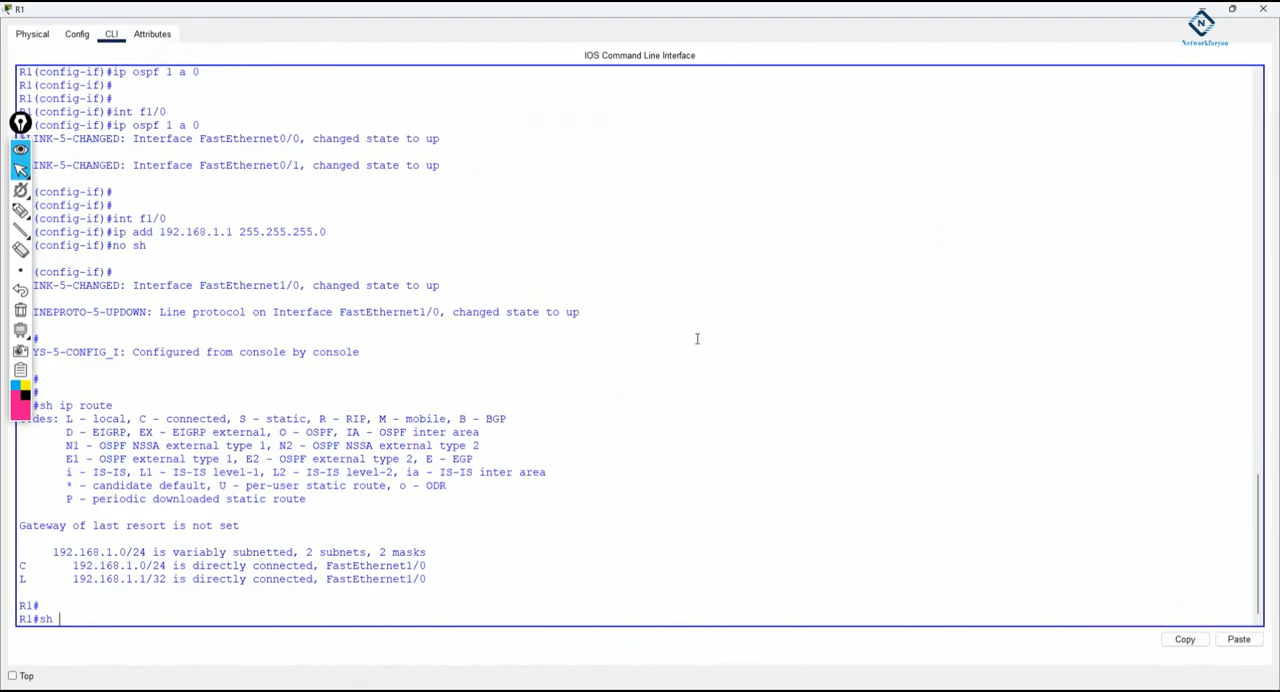 R1
Physical Config CLI Attributes
N
Networkforyou
IOS Command Line Interface
R1(config-if)#ip ospf 1 a 0
R1(config-if)#
R1(config-if)#
R1(config-if)#int f1/0
(config-if)#ip ospf 1 a 0
LINK-5-CHANGED: Interface FastEthernet0/0, changed state to up
INK-5-CHANGED: Interface FastEthernet0/1, changed state to up
(config-if)#
(config-if)#
(config-if)#int f1/0
(config-if)#ip add 192.168.1.1 255.255.255.0
(config-if)#no sh
(config-if)#
INK-5-CHANGED: Interface FastEthernet1/0, changed state to up
INEPROTO-5-UPDOWN: Line protocol on Interface FastEthernet1/0, changed state to up
#
YS-5-CONFIG_I: Configured from console by console
#
#
#sh ip route
des: L - local, C - connected, S - static, R - RIP, M - mobile, B - BGP
D - EIGRP, EX - EIGRP external, O - OSPF, IA - OSPF inter area
N1 - OSPF NSSA external type 1, N2 - OSPF NSSA external type 2
E1 - OSPF external type 1, E2 - OSPF external type 2, E - EGP
i - IS-IS, L1 - IS-IS level-1, L2 - IS-IS level-2, ia - IS-IS inter area
* - candidate default, U - per-user static route, o - ODR
P - periodic downloaded static route
Gateway of last resort is not set
192.168.1.0/24 is variably subnetted, 2 subnets, 2 masks
C 192.168.1.0/24 is directly connected, FastEthernet1/0
L 192.168.1.1/32 is directly connected, FastEthernet1/0
R1#
R1#sh
Copy Paste
Top